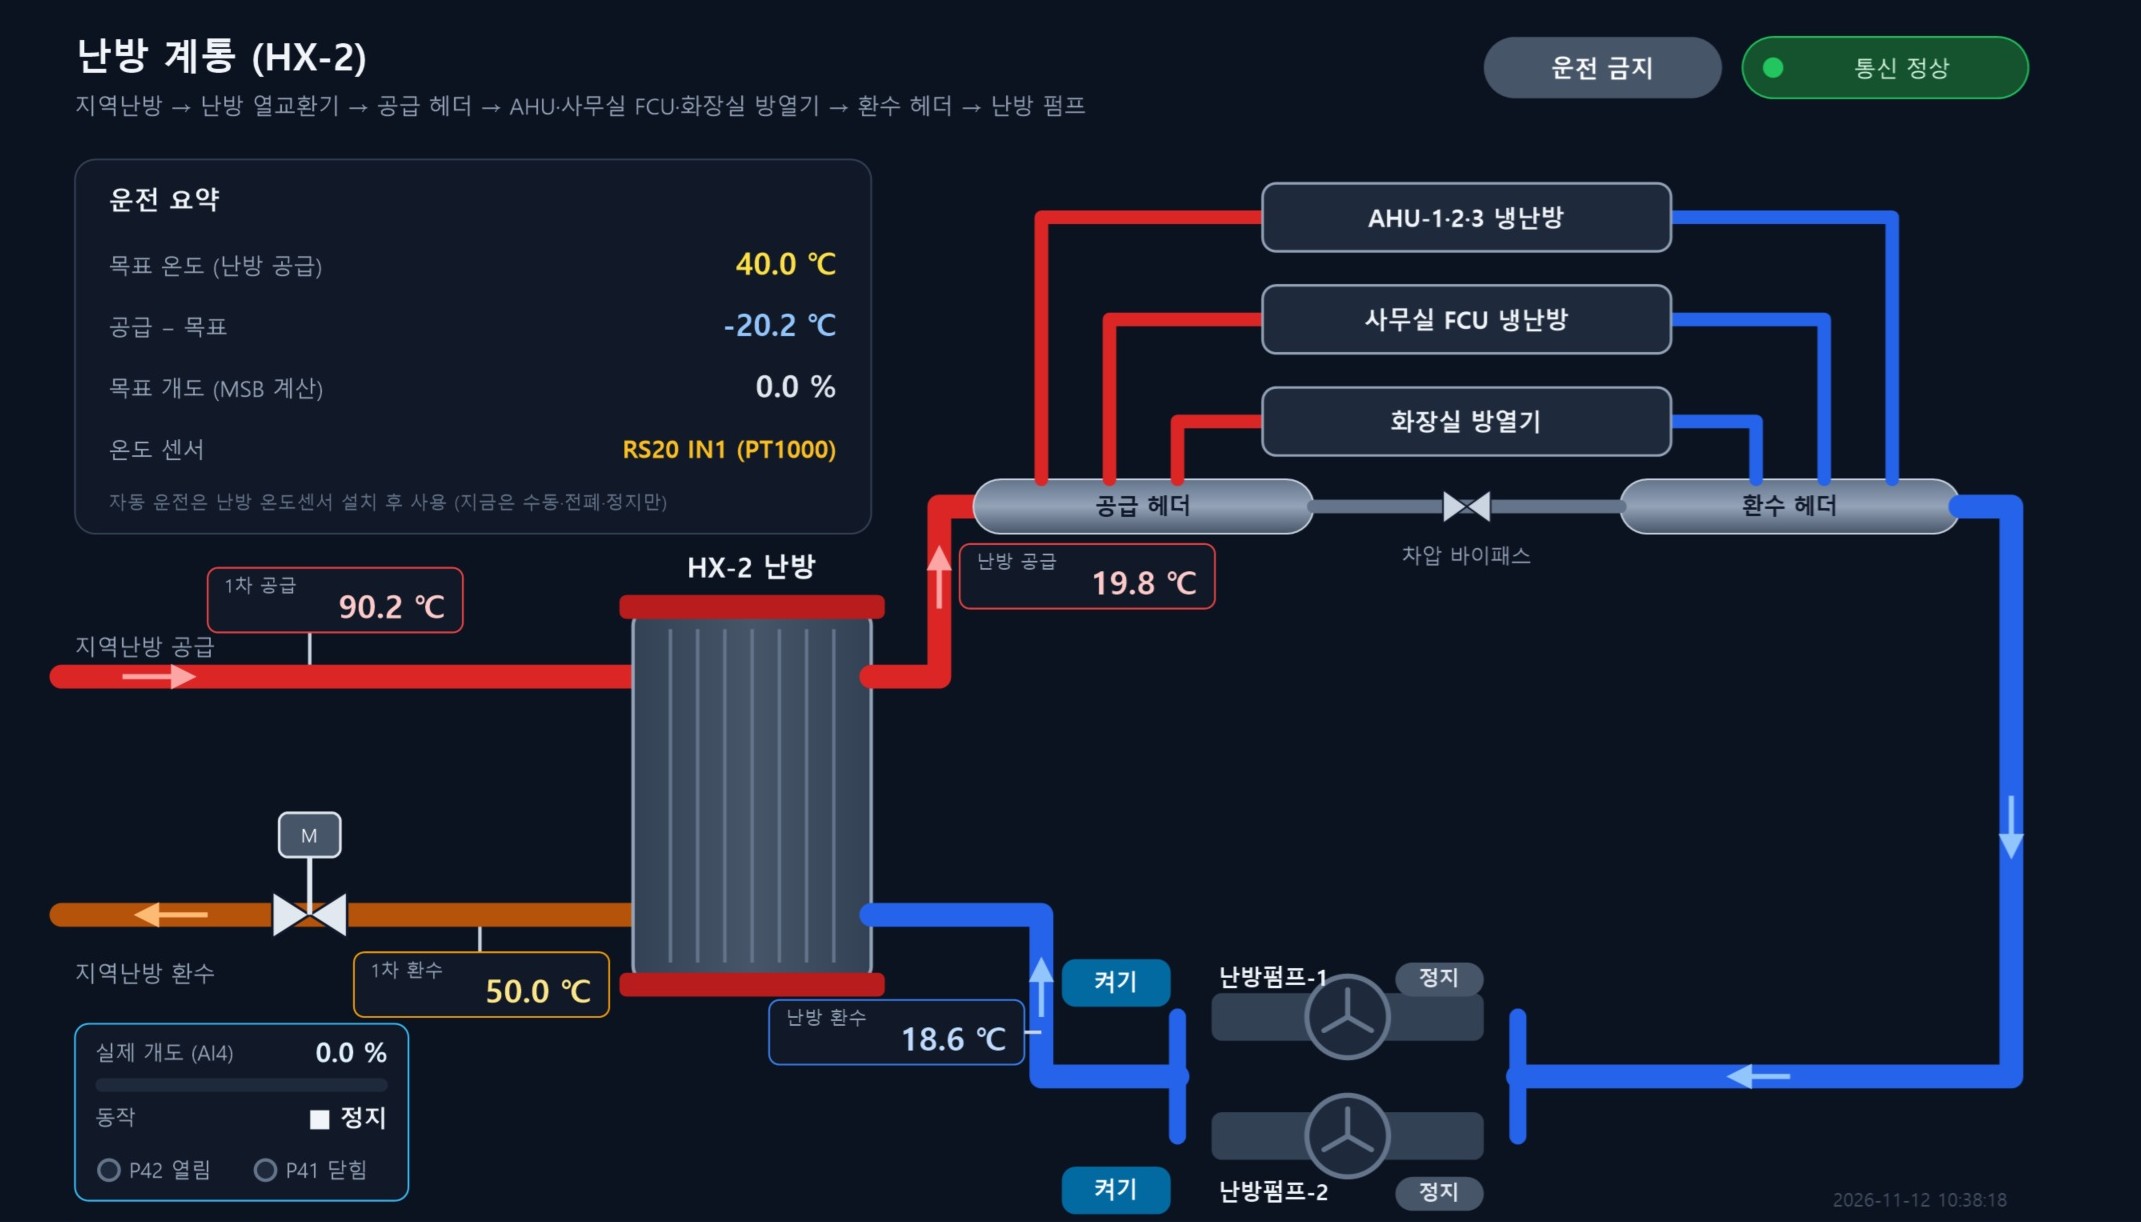 난방 계통 (HX-2)
지역난방 → 난방 열교환기 → 공급 헤더 → AHU·사무실 FCU·화장실 방열기 → 환수 헤더 → 난방 펌프
운전 금지
통신 정상
운전 요약
목표 온도 (난방 공급) 40.0 ℃
공급 – 목표 -20.2 ℃
목표 개도 (MSB 계산) 0.0 %
온도 센서 RS20 IN1 (PT1000)
자동 운전은 난방 온도센서 설치 후 사용 (지금은 수동·전폐·정지만)
AHU-1·2·3 냉난방
사무실 FCU 냉난방
화장실 방열기
공급 헤더
환수 헤더
차압 바이패스
난방 공급
19.8 ℃
HX-2 난방
1차 공급
90.2 ℃
지역난방 공급
M
지역난방 환수
1차 환수
50.0 ℃
난방 환수
18.6 ℃
실제 개도 (AI4) 0.0 %
동작 ■ 정지
P42 열림 P41 닫힘
켜기
난방펌프-1
정지
켜기
난방펌프-2
정지
2026-11-12 10:38:18